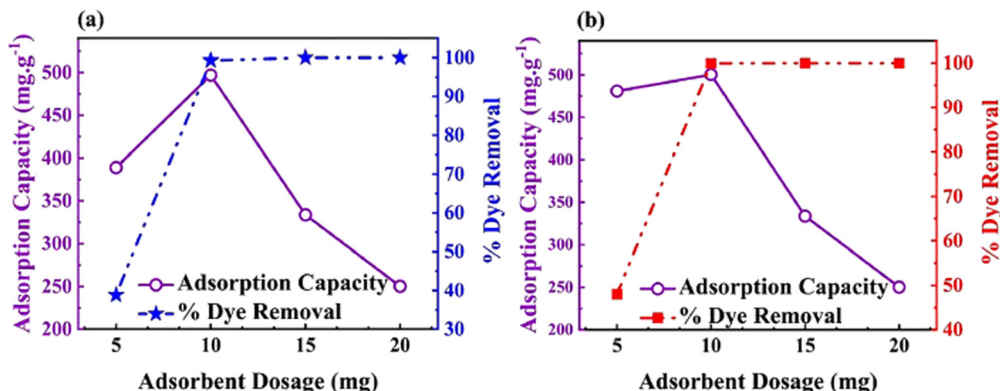 (a)
Adsorption Capacity (mg.g-1)
500
450
400
350
300
250
200
100
90
80
70
60
50
40
30
% Dye Removal
Adsorption Capacity
% Dye Removal
5 10 15 20
Adsorbent Dosage (mg)
(b)
Adsorption Capacity (mg.g-1)
500
450
400
350
300
250
200
100
90
80
70
60
50
40
% Dye Removal
Adsorption Capacity
% Dye Removal
5 10 15 20
Adsorbent Dosage (mg)